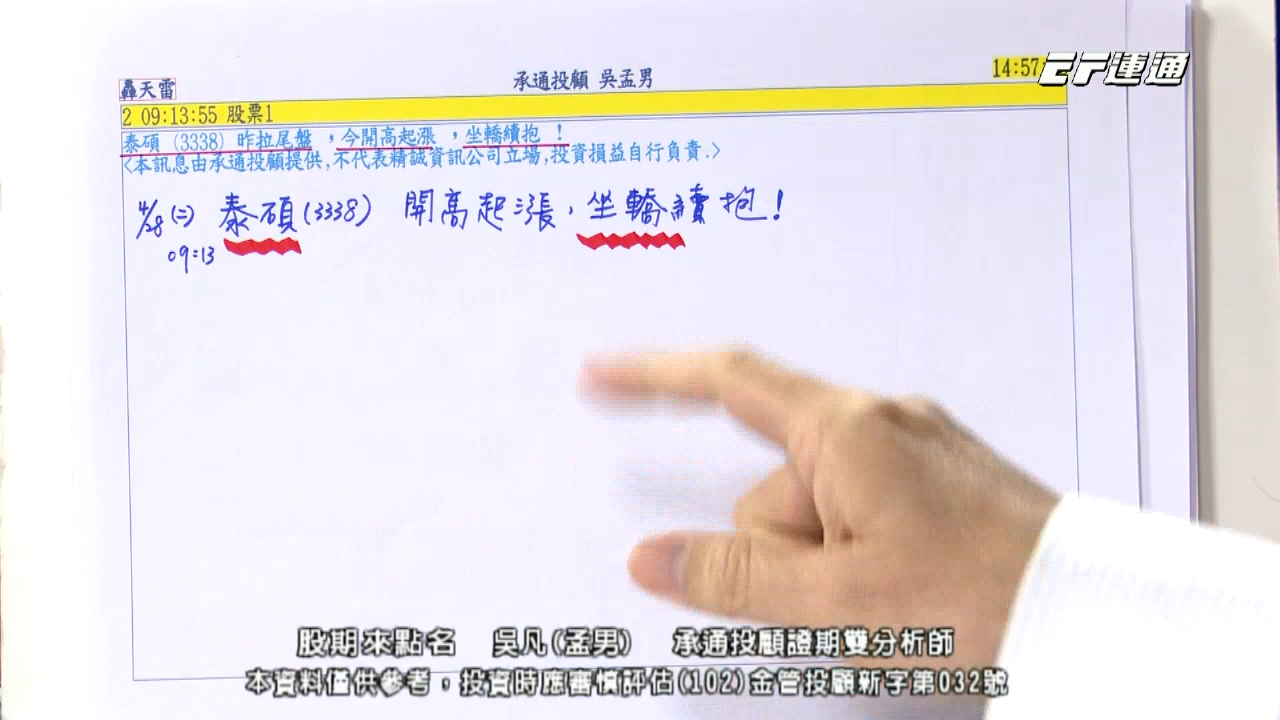 轟天雷
承通投顧 吳孟男
14:57
運通
2 09:13:55 股票1
泰碩 (3338) 昨拉尾盤 ，今開高起漲 ，坐轎續抱 ！
<本訊息由承通投顧提供,不代表精誠資訊公司立場,投資損益自行負責.>
4/28 (二) 泰碩(3338) 開高起漲，坐轎續抱！
09:13
股期來點名 吳凡(孟男) 承通投顧證期雙分析師
本資料僅供參考，投資時應審慎評估(102)金管投顧新字第032號